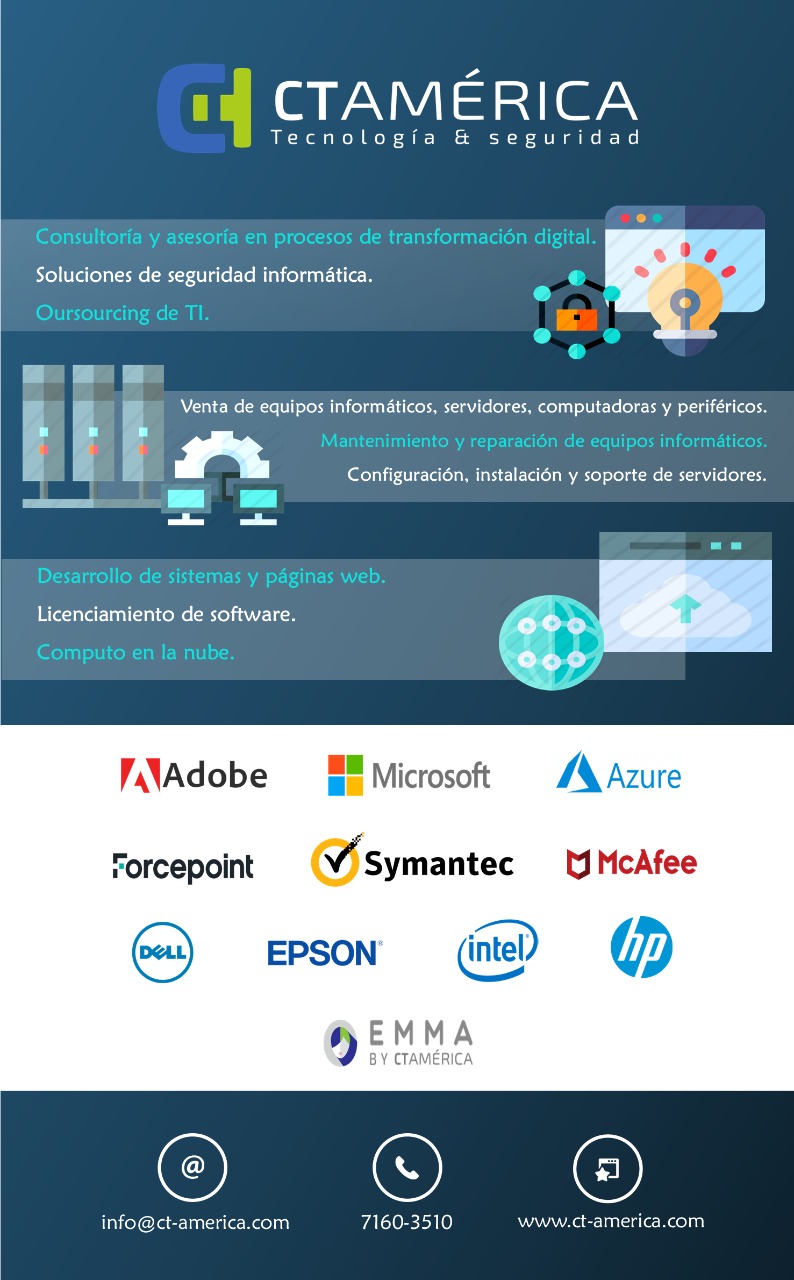 CTAMÉRICA
Tecnología & seguridad
Consultoría y asesoría en procesos de transformación digital.
Soluciones de seguridad informática.
Oursourcing de TI.
Venta de equipos informáticos, servidores, computadoras y periféricos.
Mantenimiento y reparación de equipos informáticos.
Configuración, instalación y soporte de servidores.
Desarrollo de sistemas y páginas web.
Licenciamiento de software.
Computo en la nube.
Adobe Microsoft Azure
Forcepoint Symantec McAfee
DELL EPSON® intel® hp
EMMA
BY CTAMÉRICA
@
info@ct-america.com 7160-3510 www.ct-america.com